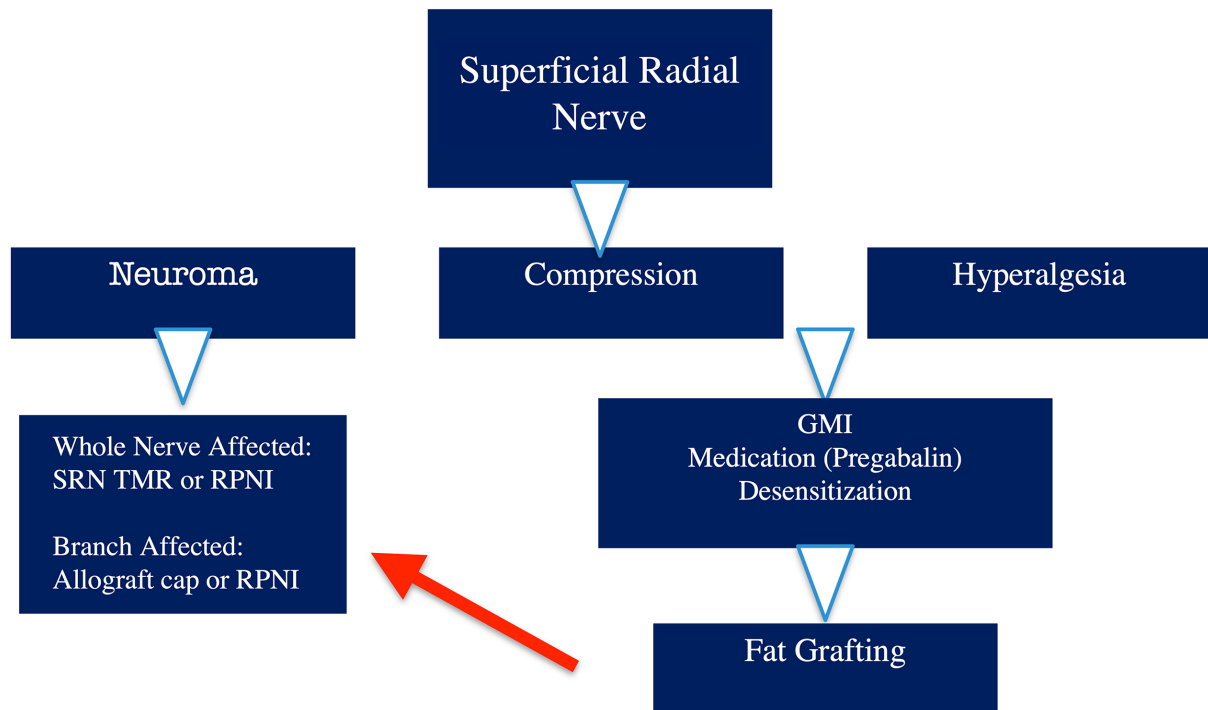 Superficial Radial
Nerve
Neuroma
Compression
Hyperalgesia
Whole Nerve Affected:
SRN TMR or RPNI
Branch Affected:
Allograft cap or RPNI
GMI
Medication (Pregabalin)
Desensitization
Fat Grafting